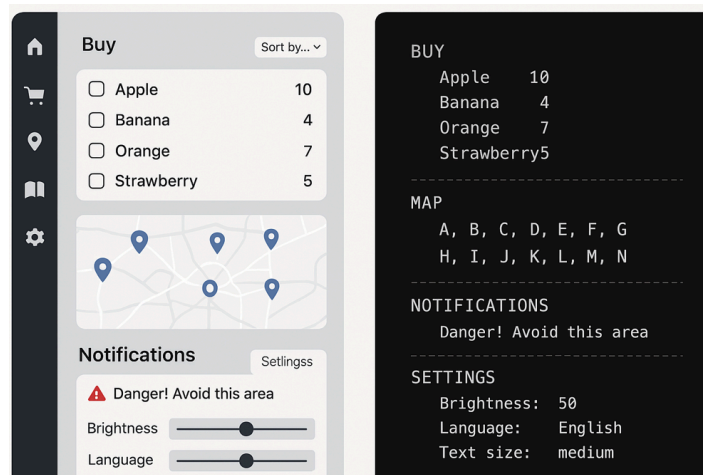 Buy
Sort by...
Apple 10
Banana 4
Orange 7
Strawberry 5
Notifications
Setlingss
Danger! Avoid this area
Brightness
Language
BUY
Apple 10
Banana 4
Orange 7
Strawberry5
MAP
A, B, C, D, E, F, G
H, I, J, K, L, M, N
NOTIFICATIONS
Danger! Avoid this area
SETTINGS
Brightness: 50
Language: English
Text size: medium